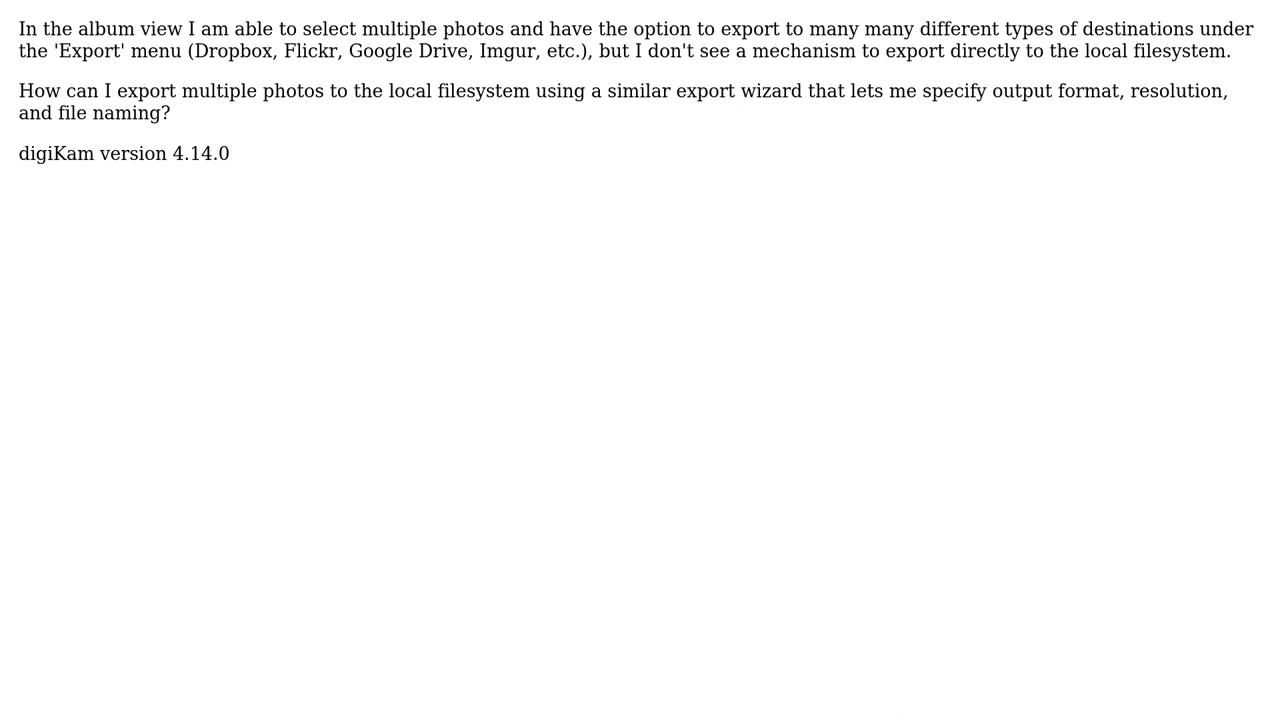 In the album view I am able to select multiple photos and have the option to export to many many different types of destinations under
the 'Export' menu (Dropbox, Flickr, Google Drive, Imgur, etc.), but I don't see a mechanism to export directly to the local filesystem.
How can I export multiple photos to the local filesystem using a similar export wizard that lets me specify output format, resolution,
and file naming?
digiKam version 4.14.0